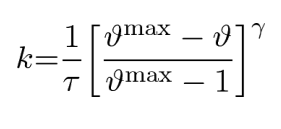 $k = \frac{1}{\tau} \left[ \frac{\vartheta^{\max} - \vartheta}{\vartheta^{\max} - 1} \right]^{\gamma}$